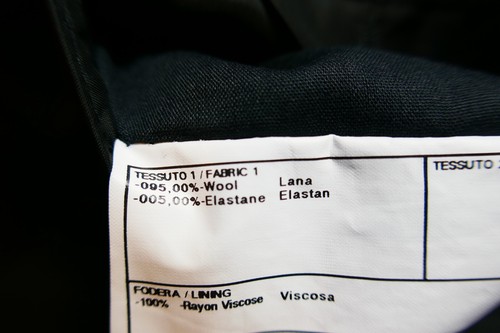 TESSUTO 1 / FABRIC 1
-095,00%-Wool Lana
-005,00%-Elastane Elastan
TESSUTO
FODERA / LINING
-100% -Rayon Viscose Viscosa